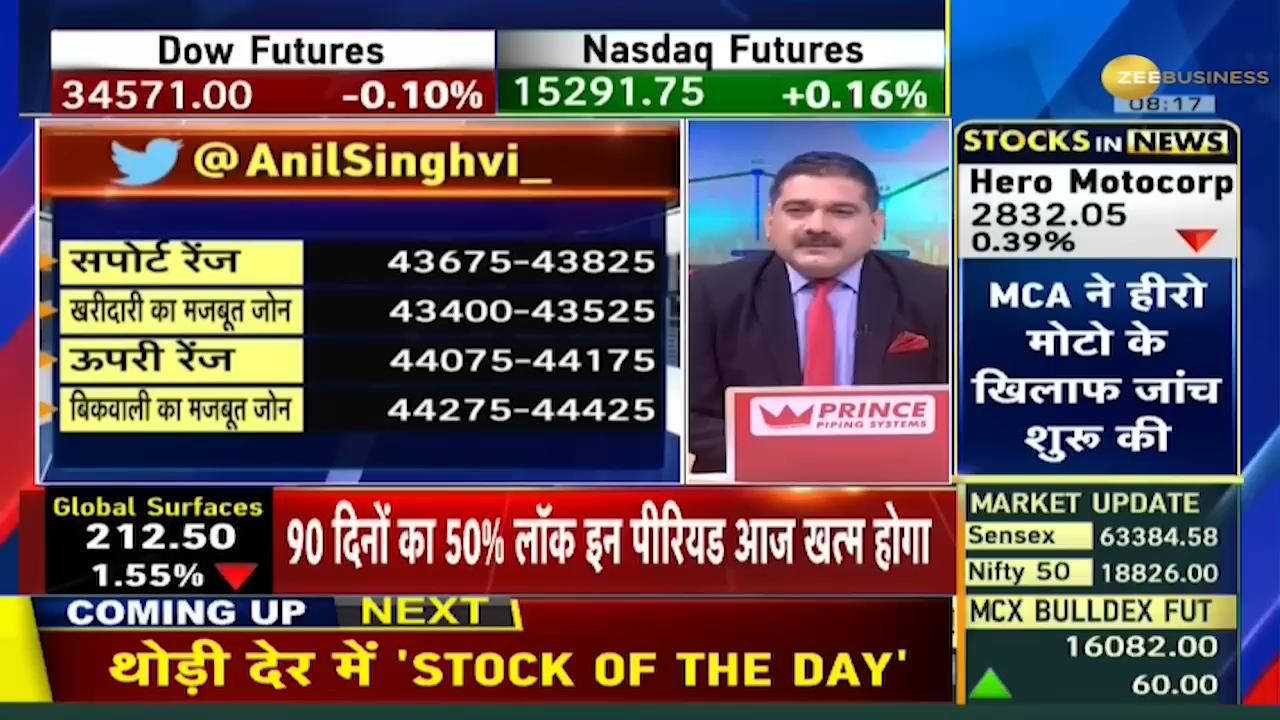 Dow Futures
34571.00 -0.10%
Nasdaq Futures
15291.75 +0.16%
ZEEBUSINESS
08:17
@AnilSinghvi_
सपोर्ट रेंज 43675-43825
खरीदारी का मजबूत जोन 43400-43525
ऊपरी रेंज 44075-44175
बिकवाली का मजबूत जोन 44275-44425
PRINCE
PIPING SYSTEMS
STOCKS IN NEWS
Hero Motocorp
2832.05
0.39%
MCA ने हीरो
मोटो के
खिलाफ जांच
शुरू की
Global Surfaces
212.50
1.55%
90 दिनों का 50% लॉक इन पीरियड आज खत्म होगा
MARKET UPDATE
Sensex 63384.58
Nifty 50 18826.00
MCX BULLDEX FUT
16082.00
60.00
COMING UP NEXT
थोड़ी देर में 'STOCK OF THE DAY'